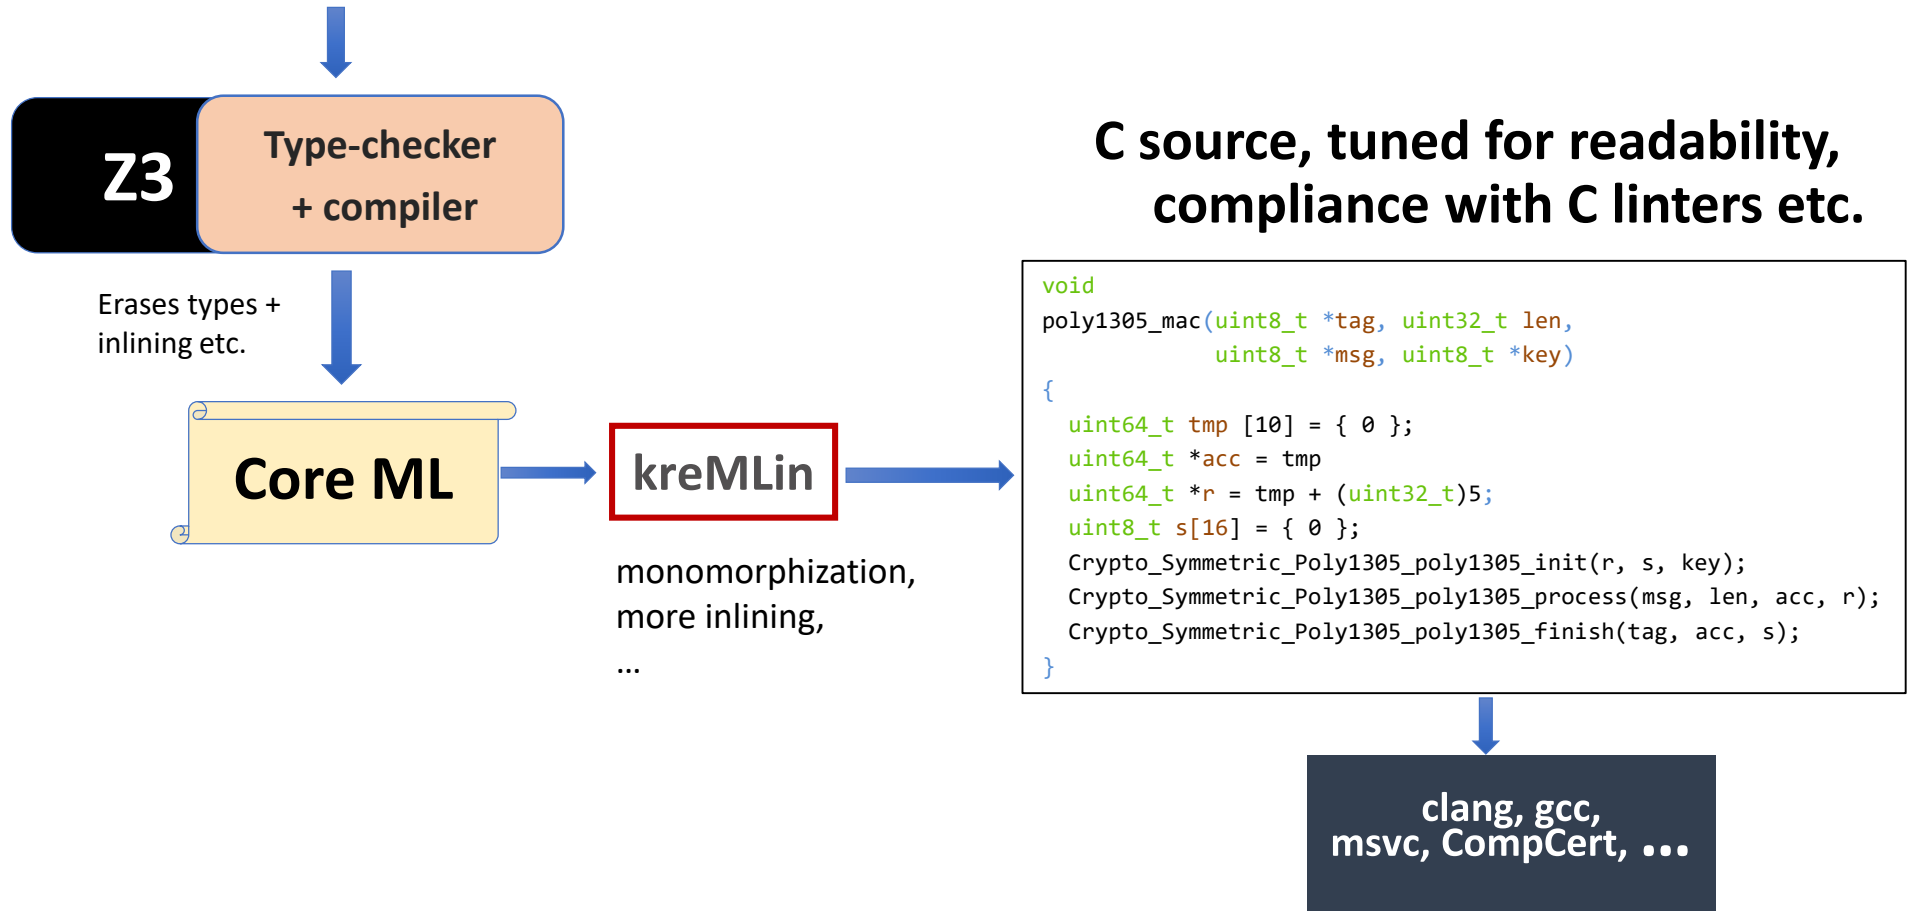 Z3
Type-checker
+ compiler
Erases types +
inlining etc.
Core ML
kreMLin
monomorphization,
more inlining,
...
C source, tuned for readability,
compliance with C linters etc.
void
poly1305_mac(uint8_t *tag, uint32_t len,
uint8_t *msg, uint8_t *key)
{
uint64_t tmp [10] = { 0 };
uint64_t *acc = tmp
uint64_t *r = tmp + (uint32_t)5;
uint8_t s[16] = { 0 };
Crypto_Symmetric_Poly1305_poly1305_init(r, s, key);
Crypto_Symmetric_Poly1305_poly1305_process(msg, len, acc, r);
Crypto_Symmetric_Poly1305_poly1305_finish(tag, acc, s);
}
clang, gcc,
msvc, CompCert, ...